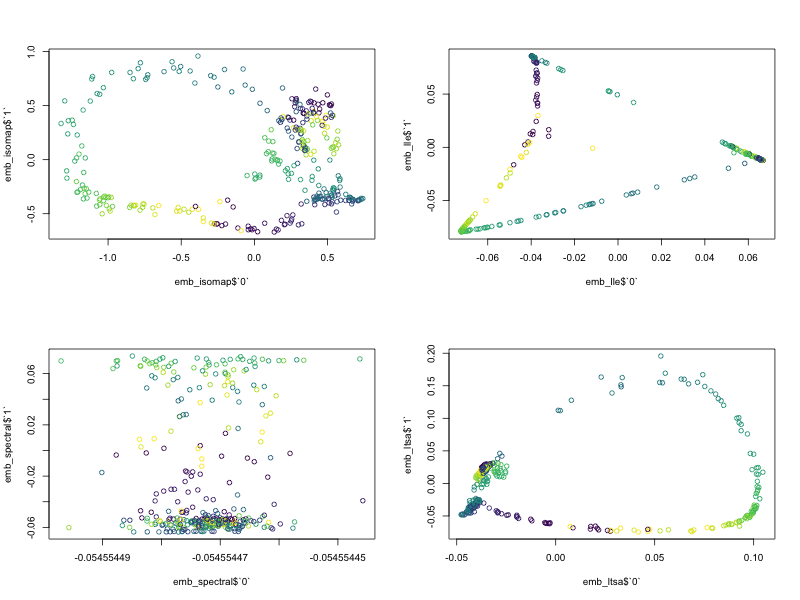 1.0
0.5
0.0
-0.5
emb_isomap$`1`
-1.0 -0.5 0.0 0.5
emb_isomap$`0`
0.05
0.00
-0.05
emb_lle$`1`
-0.06 -0.04 -0.02 0.00 0.02 0.04 0.06
emb_lle$`0`
0.06
0.02
-0.02
-0.06
emb_spectral$`1`
-0.05455449 -0.05455447 -0.05455445
emb_spectral$`0`
0.20
0.15
0.10
0.05
0.00
-0.05
emb_ltsa$`1`
-0.05 0.00 0.05 0.10
emb_ltsa$`0`